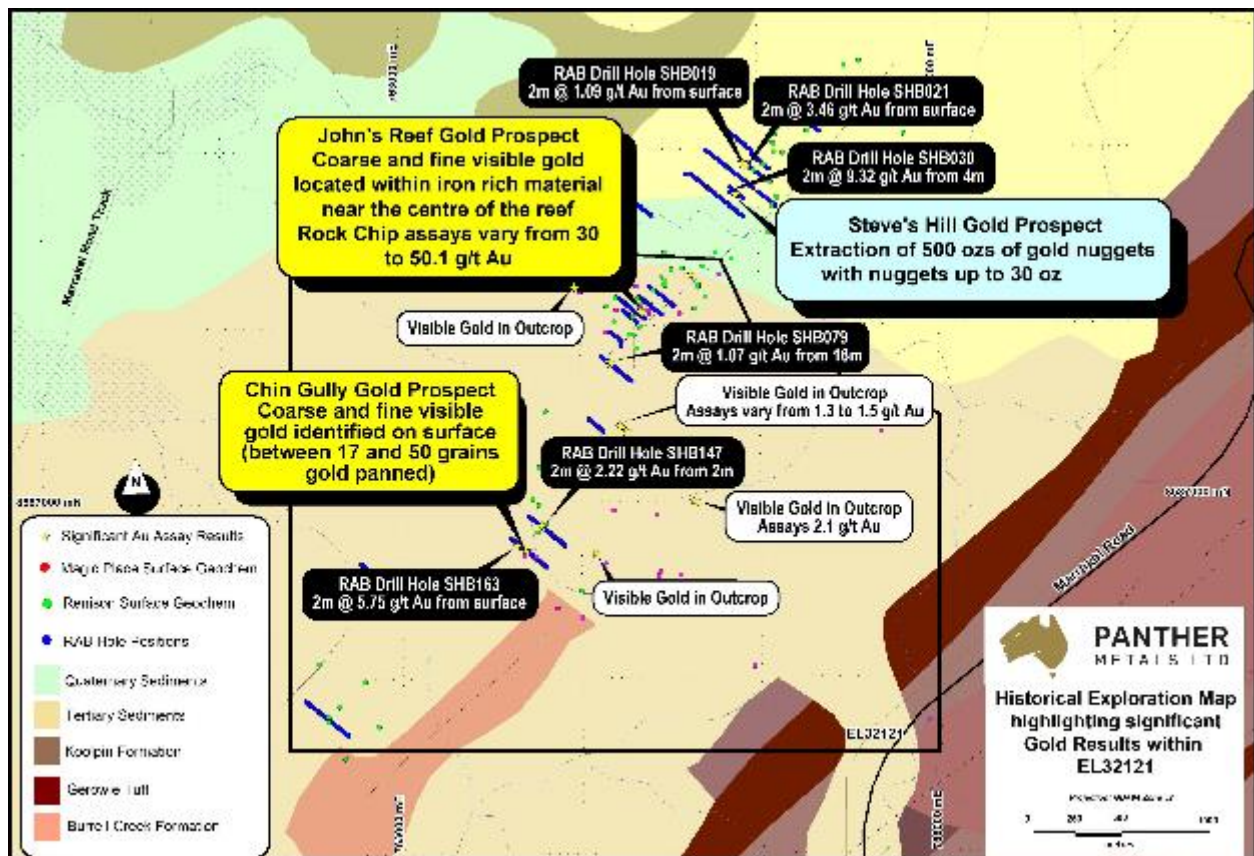 RAB Drill Hole SHB019
2m @ 1.09 g/t Au from surface
RAB Drill Hole SHB021
2m @ 3.46 g/t Au from surface
RAB Drill Hole SHB030
2m @ 9.32 g/t Au from 4m
John's Reef Gold Prospect
Coarse and fine visible gold
located within iron rich material
near the centre of the reef
Rock Chip assays vary from 30
to 50.1 g/t Au
Steve's Hill Gold Prospect
Extraction of 500 ozs of gold nuggets
with nuggets up to 30 oz
Marrakai Road Track
Visible Gold in Outcrop
RAB Drill Hole SHB079
2m @ 1.07 g/t Au from 16m
Visible Gold in Outcrop
Assays vary from 1.3 to 1.5 g/t Au
Chin Gully Gold Prospect
Coarse and fine visible
gold identified on surface
(between 17 and 50 grains
gold panned)
RAB Drill Hole SHB147
2m @ 2.22 g/t Au from 2m
Visible Gold in Outcrop
Assays 2.1 g/t Au
RAB Drill Hole SHB163
2m @ 5.75 g/t Au from surface
Visible Gold in Outcrop
Marrakai Road
N
Significant Au Assay Results
Magic Place Surface Geochem
Renison Surface Geochem
RAB Hole Positions
Quaternary Sediments
Tertiary Sediments
Koolpin Formation
Gerowie Tuff
Burrell Creek Formation
EL32121
PANTHER
METALS LTD
Historical Exploration Map
highlighting significant
Gold Results within
EL32121
metres